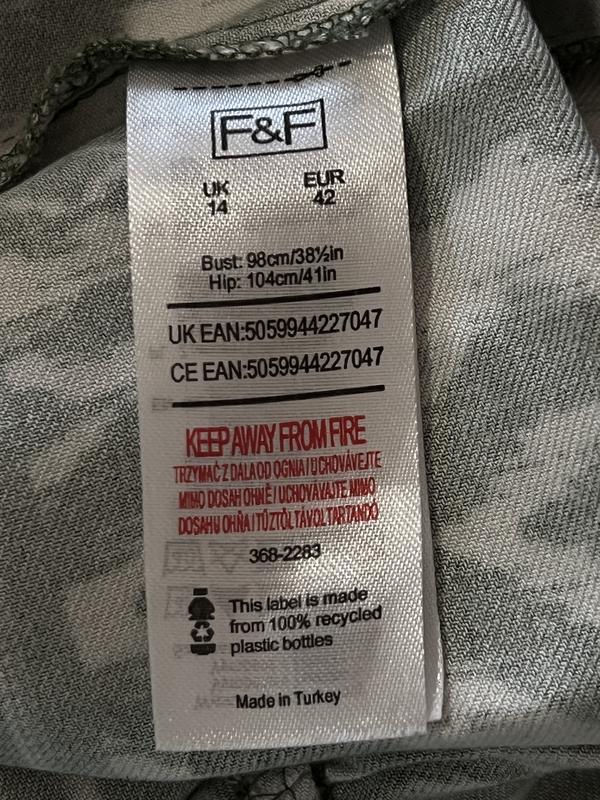 F&F
UK EUR
14 42
Bust: 98cm/38½in
Hip: 104cm/41in
UK EAN:5059944227047
CE EAN:5059944227047
KEEP AWAY FROM FIRE
TRZYMAĆ Z DALA OD OGNIA / UCHOVÁVEJTE
MIMO DOSAH OHNĚ / UCHOVÁVAJTE MIMO
DOSAHU OHŇA / TŰZTŐL TÁVOL TARTANDÓ
368-2283
This label is made
from 100% recycled
plastic bottles
Made in Turkey